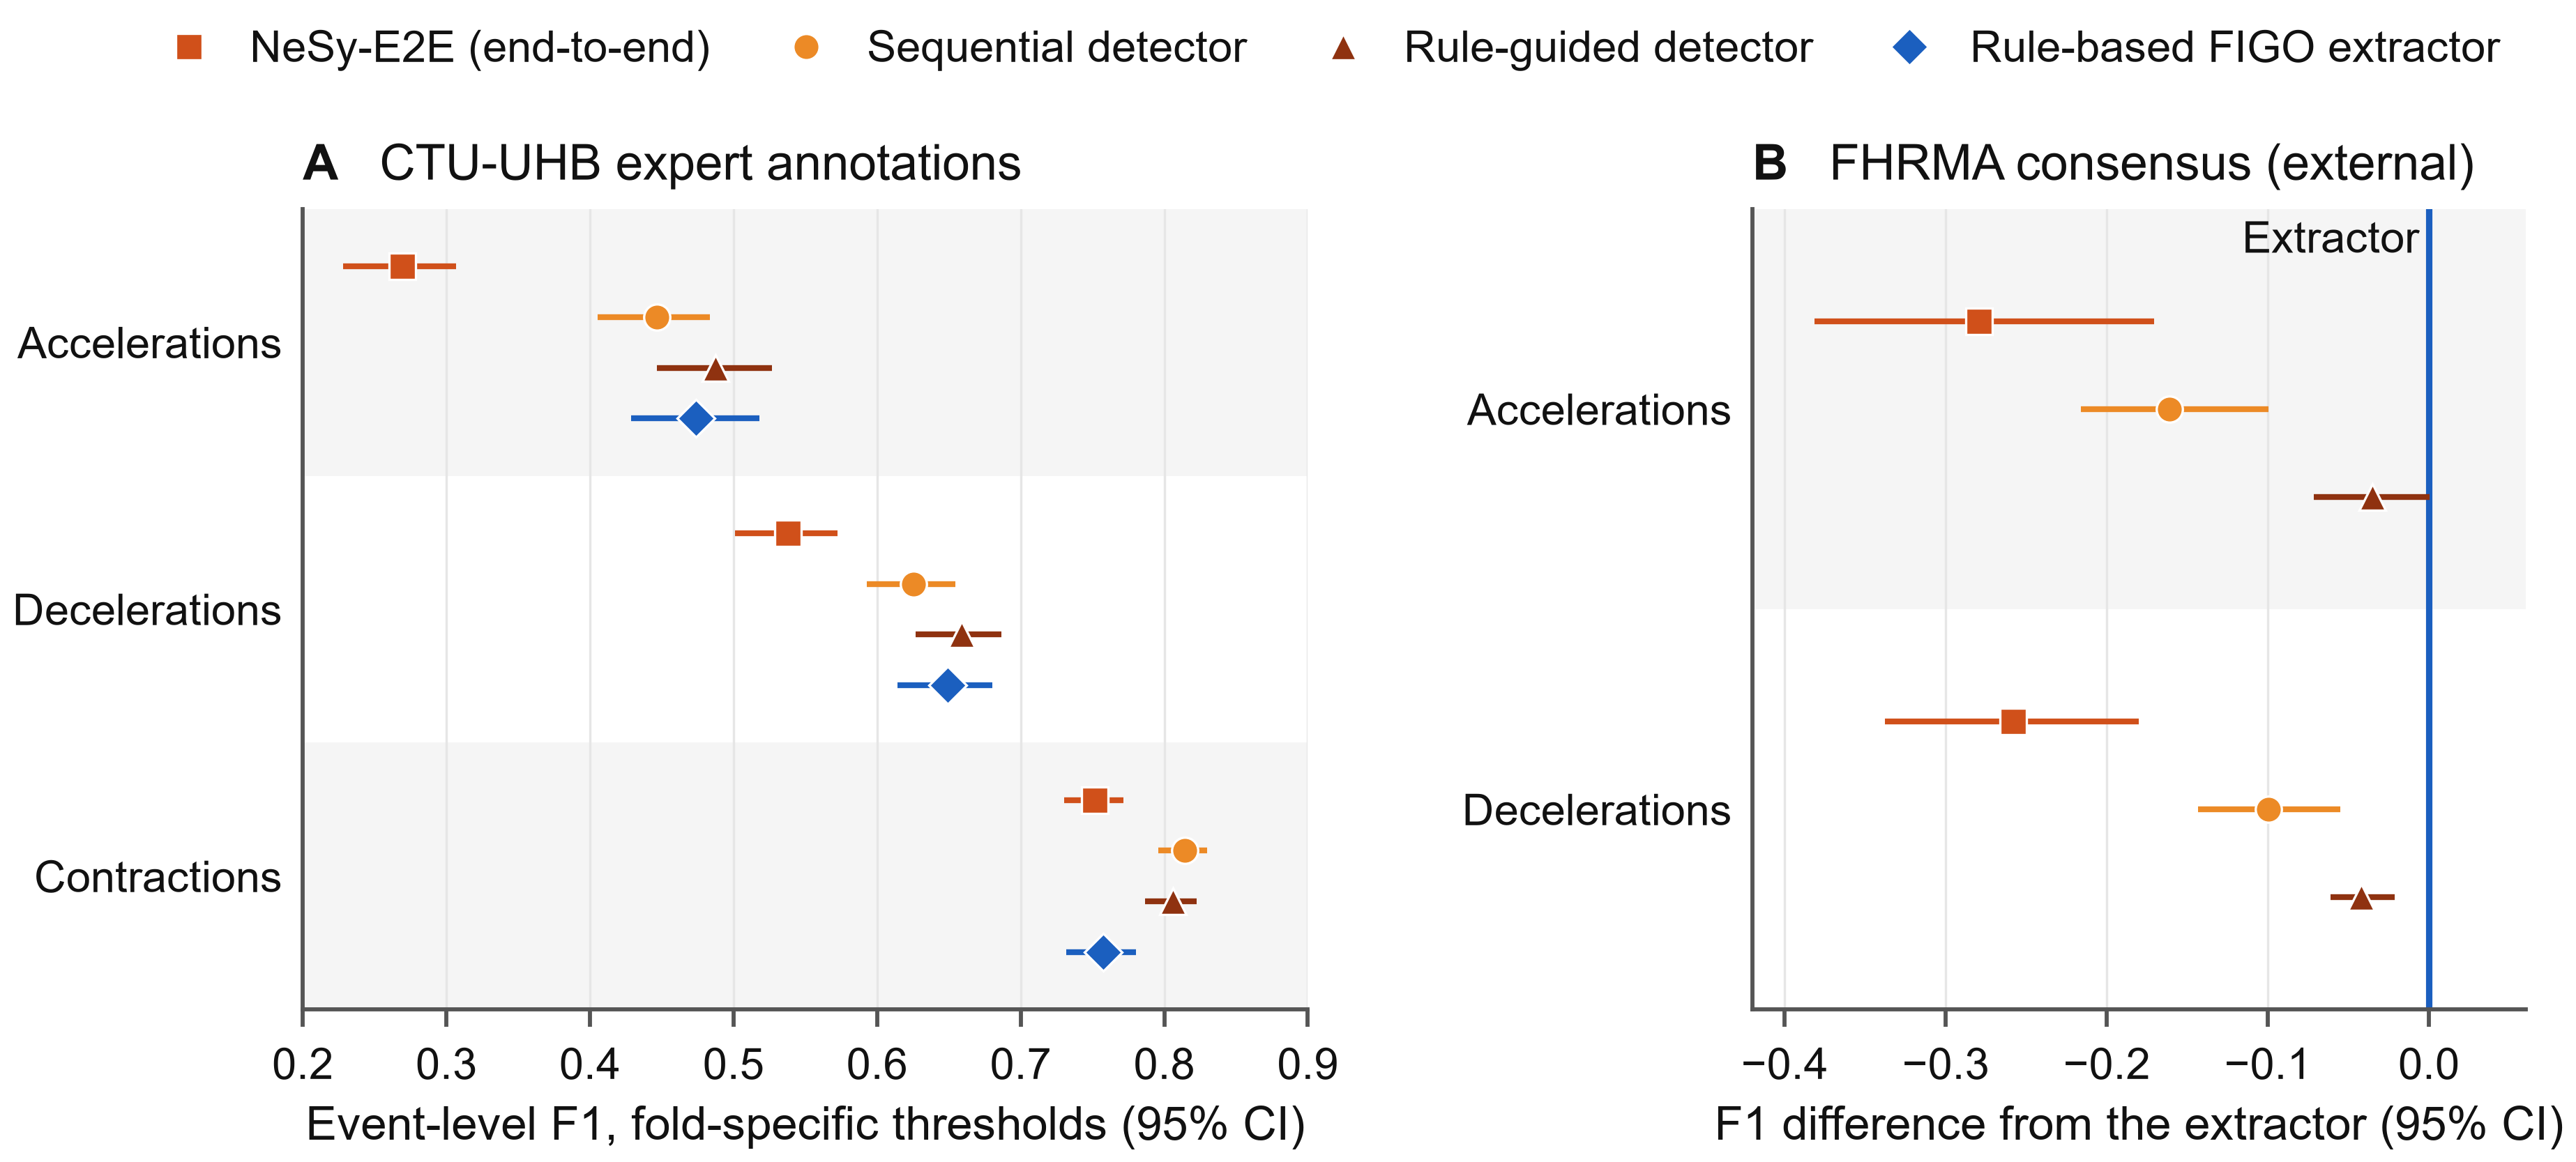 NeSy-E2E (end-to-end) Sequential detector Rule-guided detector Rule-based FIGO extractor
A CTU-UHB expert annotations
Accelerations
Decelerations
Contractions
0.2 0.3 0.4 0.5 0.6 0.7 0.8 0.9
Event-level F1, fold-specific thresholds (95% CI)
B FHRMA consensus (external)
Extractor
Accelerations
Decelerations
−0.4 −0.3 −0.2 −0.1 0.0
F1 difference from the extractor (95% CI)